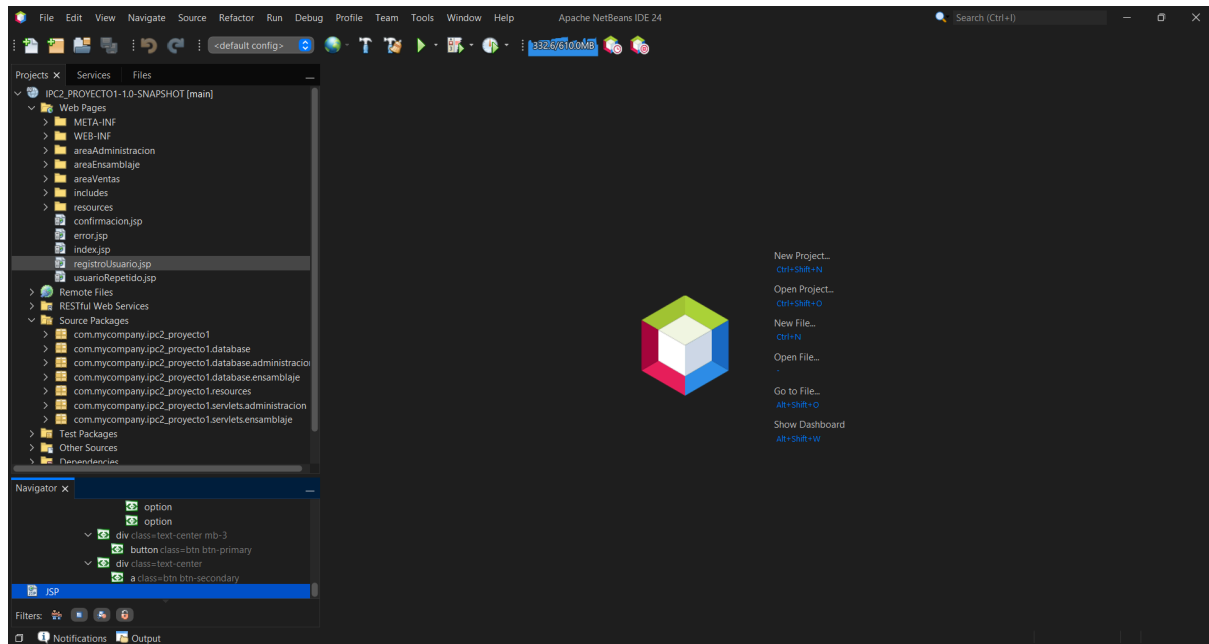 File Edit View Navigate Source Refactor Run Debug Profile Team Tools Window Help Apache NetBeans IDE 24 Search (Ctrl+I)
<default config> 332.6/610.0MB
Projects Services Files
IPC2_PROYECTO1-1.0-SNAPSHOT [main]
Web Pages
META-INF
WEB-INF
areaAdministracion
areaEnsamblaje
areaVentas
includes
resources
confirmacion.jsp
error.jsp
index.jsp
registroUsuario.jsp
usuarioRepetido.jsp
Remote Files
RESTful Web Services
Source Packages
com.mycompany.ipc2_proyecto1
com.mycompany.ipc2_proyecto1.database
com.mycompany.ipc2_proyecto1.database.administracion
com.mycompany.ipc2_proyecto1.database.ensamblaje
com.mycompany.ipc2_proyecto1.resources
com.mycompany.ipc2_proyecto1.servlets.administracion
com.mycompany.ipc2_proyecto1.servlets.ensamblaje
Test Packages
Other Sources
Dependencies
New Project...
Ctrl+Shift+N
Open Project...
Ctrl+Shift+O
New File...
Ctrl+N
Open File...
-
Go to File...
Alt+Shift+O
Show Dashboard
Alt+Shift+W
Navigator
option
option
div class=text-center mb-3
button class=btn btn-primary
div class=text-center
a class=btn btn-secondary
JSP
Filters:
Notifications Output